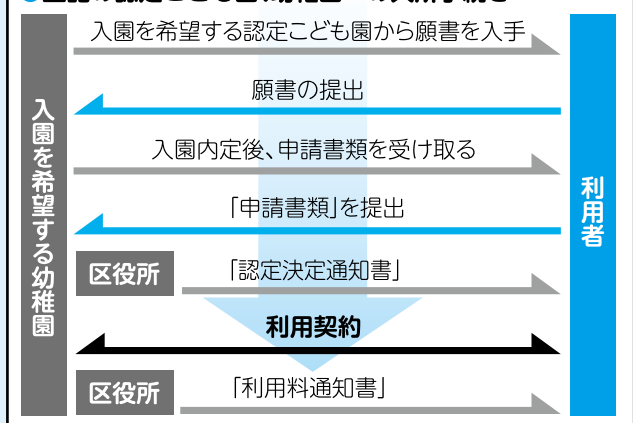 入園を希望する認定こども園から願書を入手
願書の提出
入園内定後、申請書類を受け取る
「申請書類」を提出
区役所
「認定決定通知書」
利用契約
区役所
「利用料通知書」
入園を希望する幼稚園
利用者